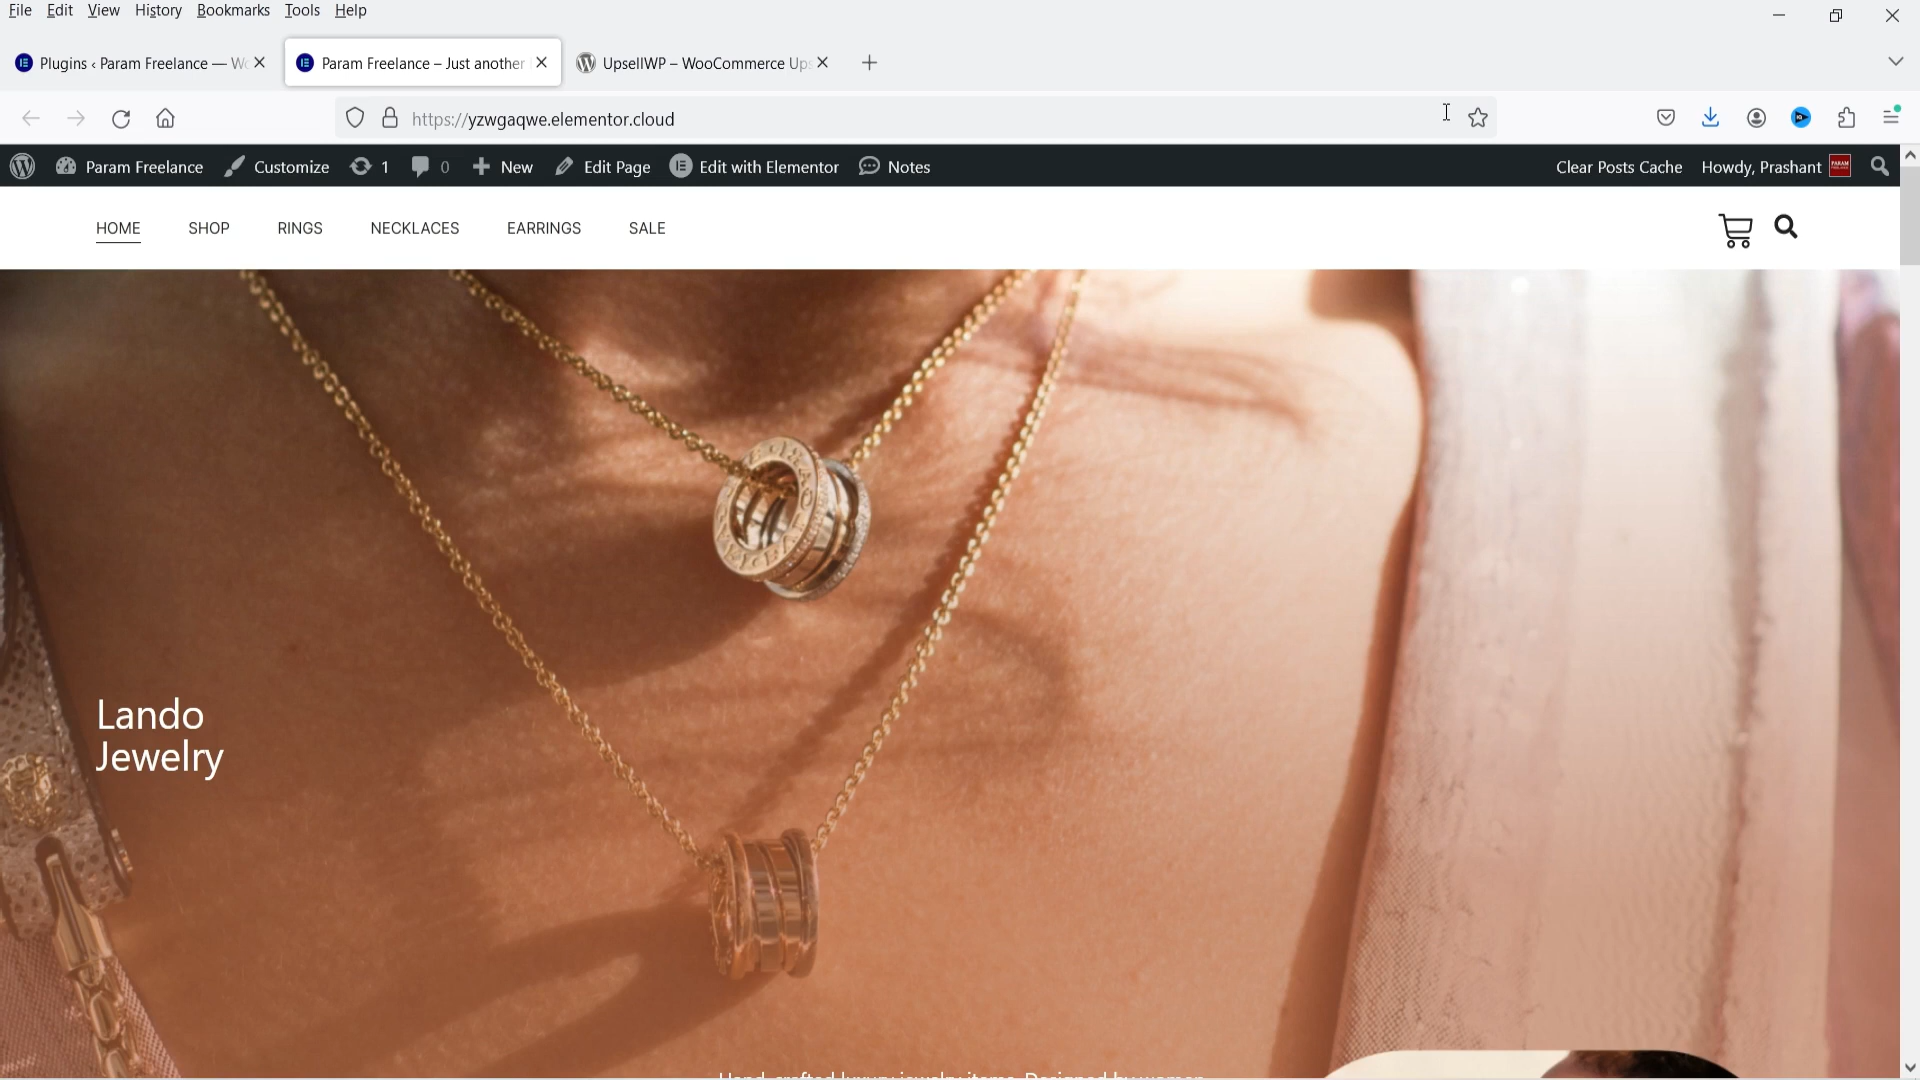 File Edit View History Bookmarks Tools Help
Plugins ‹ Param Freelance — Wo
Param Freelance – Just another
UpsellWP – WooCommerce Ups
https://yzwgaqwe.elementor.cloud
Param Freelance Customize 1 0 New Edit Page Edit with Elementor Notes Clear Posts Cache Howdy, Prashant
HOME SHOP RINGS NECKLACES EARRINGS SALE
Lando
Jewelry
Hand-crafted luxury jewelry items. Designed by women